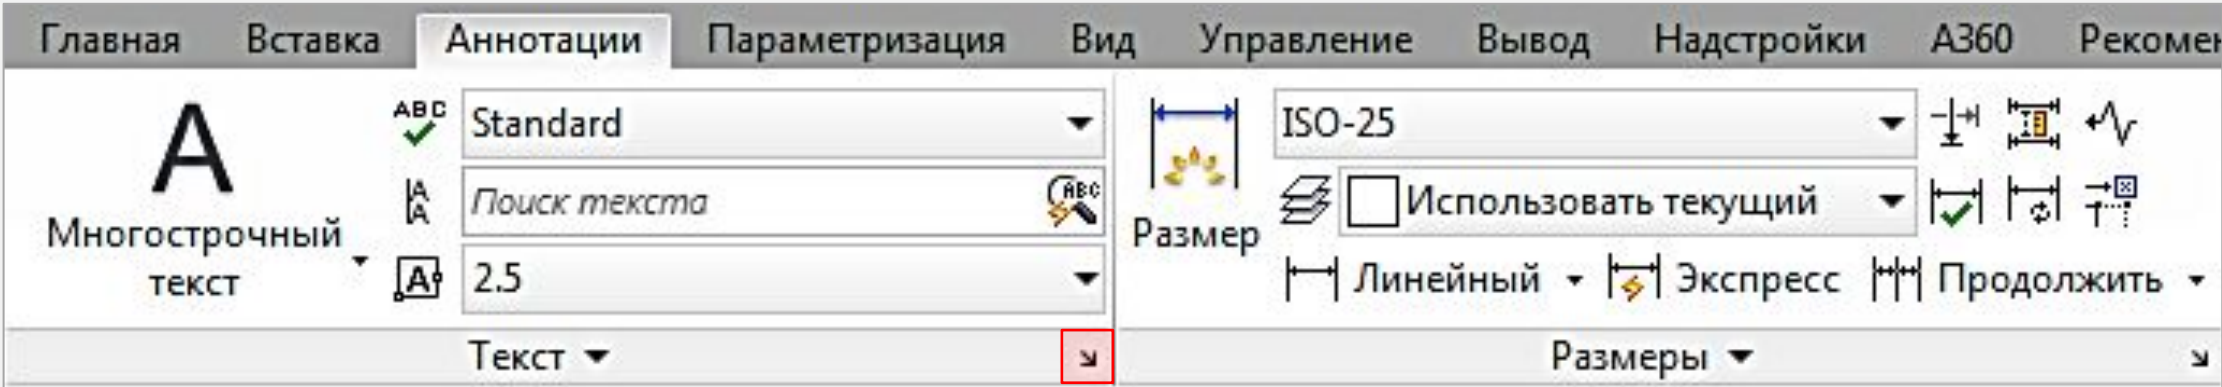 Главная Вставка Аннотации Параметризация Вид Управление Вывод Надстройки A360 Рекомен
A
Многострочный
текст
ABC
Standard
A
A
Поиск текста
ABC
A
2.5
Размер
ISO-25
Использовать текущий
Линейный Экспресс Продолжить
Текст Размеры